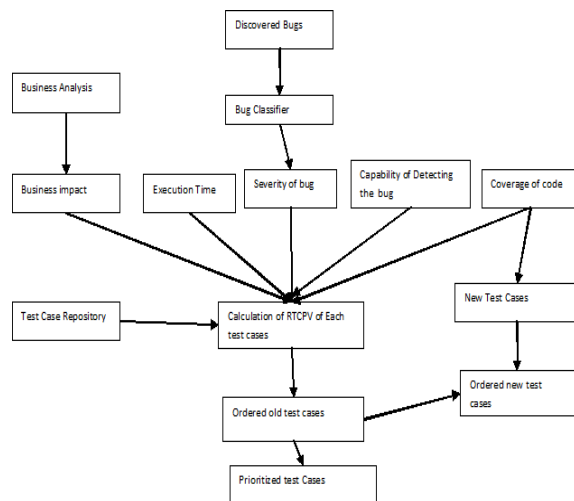 Discovered Bugs
Business Analysis
Bug Classifier
Business impact
Execution Time
Severity of bug
Capability of Detecting
the bug
Coverage of code
Test Case Repository
Calculation of RTCPV of Each
test cases
New Test Cases
Ordered old test cases
Ordered new test
cases
Prioritized test Cases